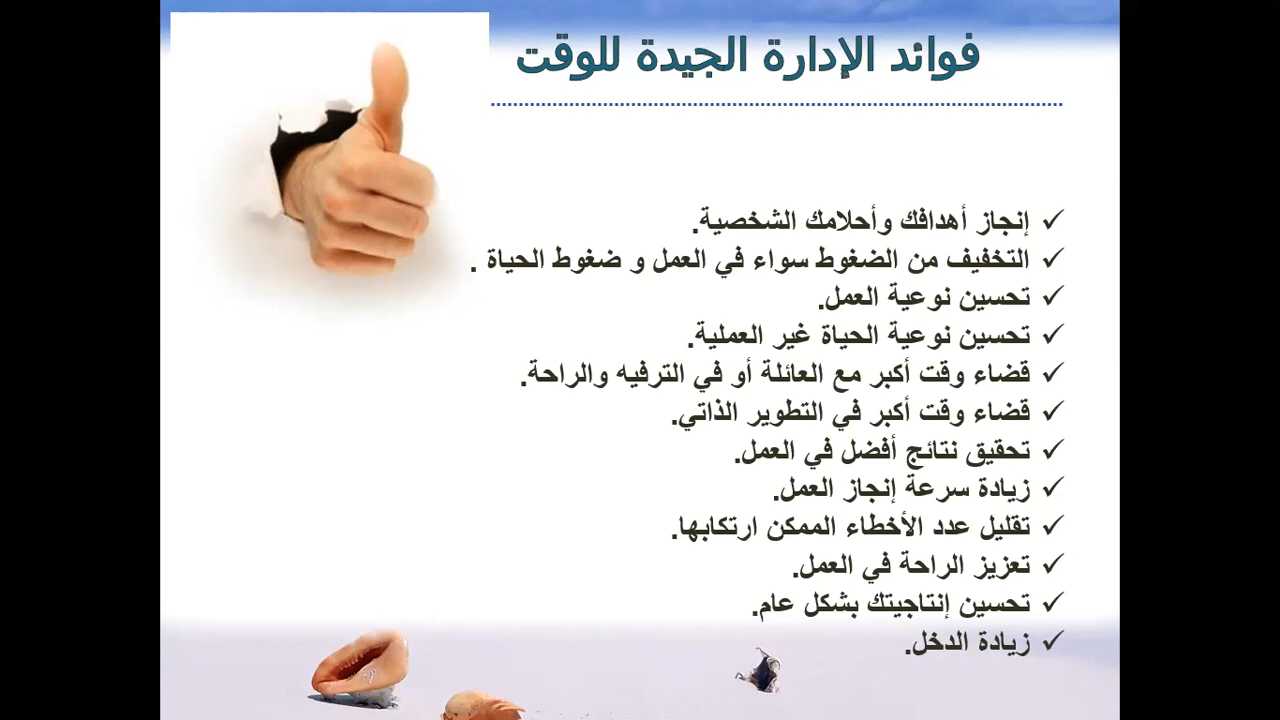 فوائد الإدارة الجيدة للوقت
✓ إنجاز أهدافك وأحلامك الشخصية.
✓ التخفيف من الضغوط سواء في العمل و ضغوط الحياة .
✓ تحسين نوعية العمل.
✓ تحسين نوعية الحياة غير العملية.
✓ قضاء وقت أكبر مع العائلة أو في الترفيه والراحة.
✓ قضاء وقت أكبر في التطوير الذاتي.
✓ تحقيق نتائج أفضل في العمل.
✓ زيادة سرعة إنجاز العمل.
✓ تقليل عدد الأخطاء الممكن ارتكابها.
✓ تعزيز الراحة في العمل.
✓ تحسين إنتاجيتك بشكل عام.
✓ زيادة الدخل.